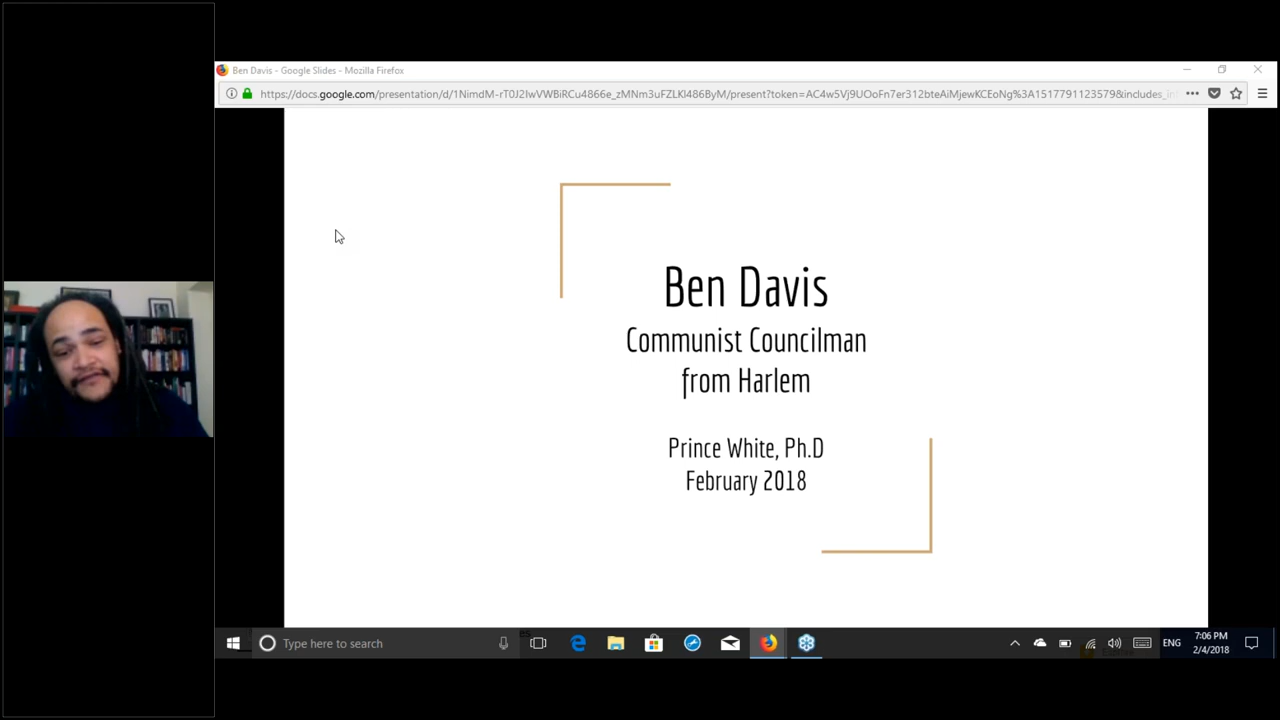 Ben Davis - Google Slides - Mozilla Firefox
Ben Davis
Communist Councilman
from Harlem
Prince White, Ph.D
February 2018
Type here to search
ENG
7:06 PM
2/4/2018